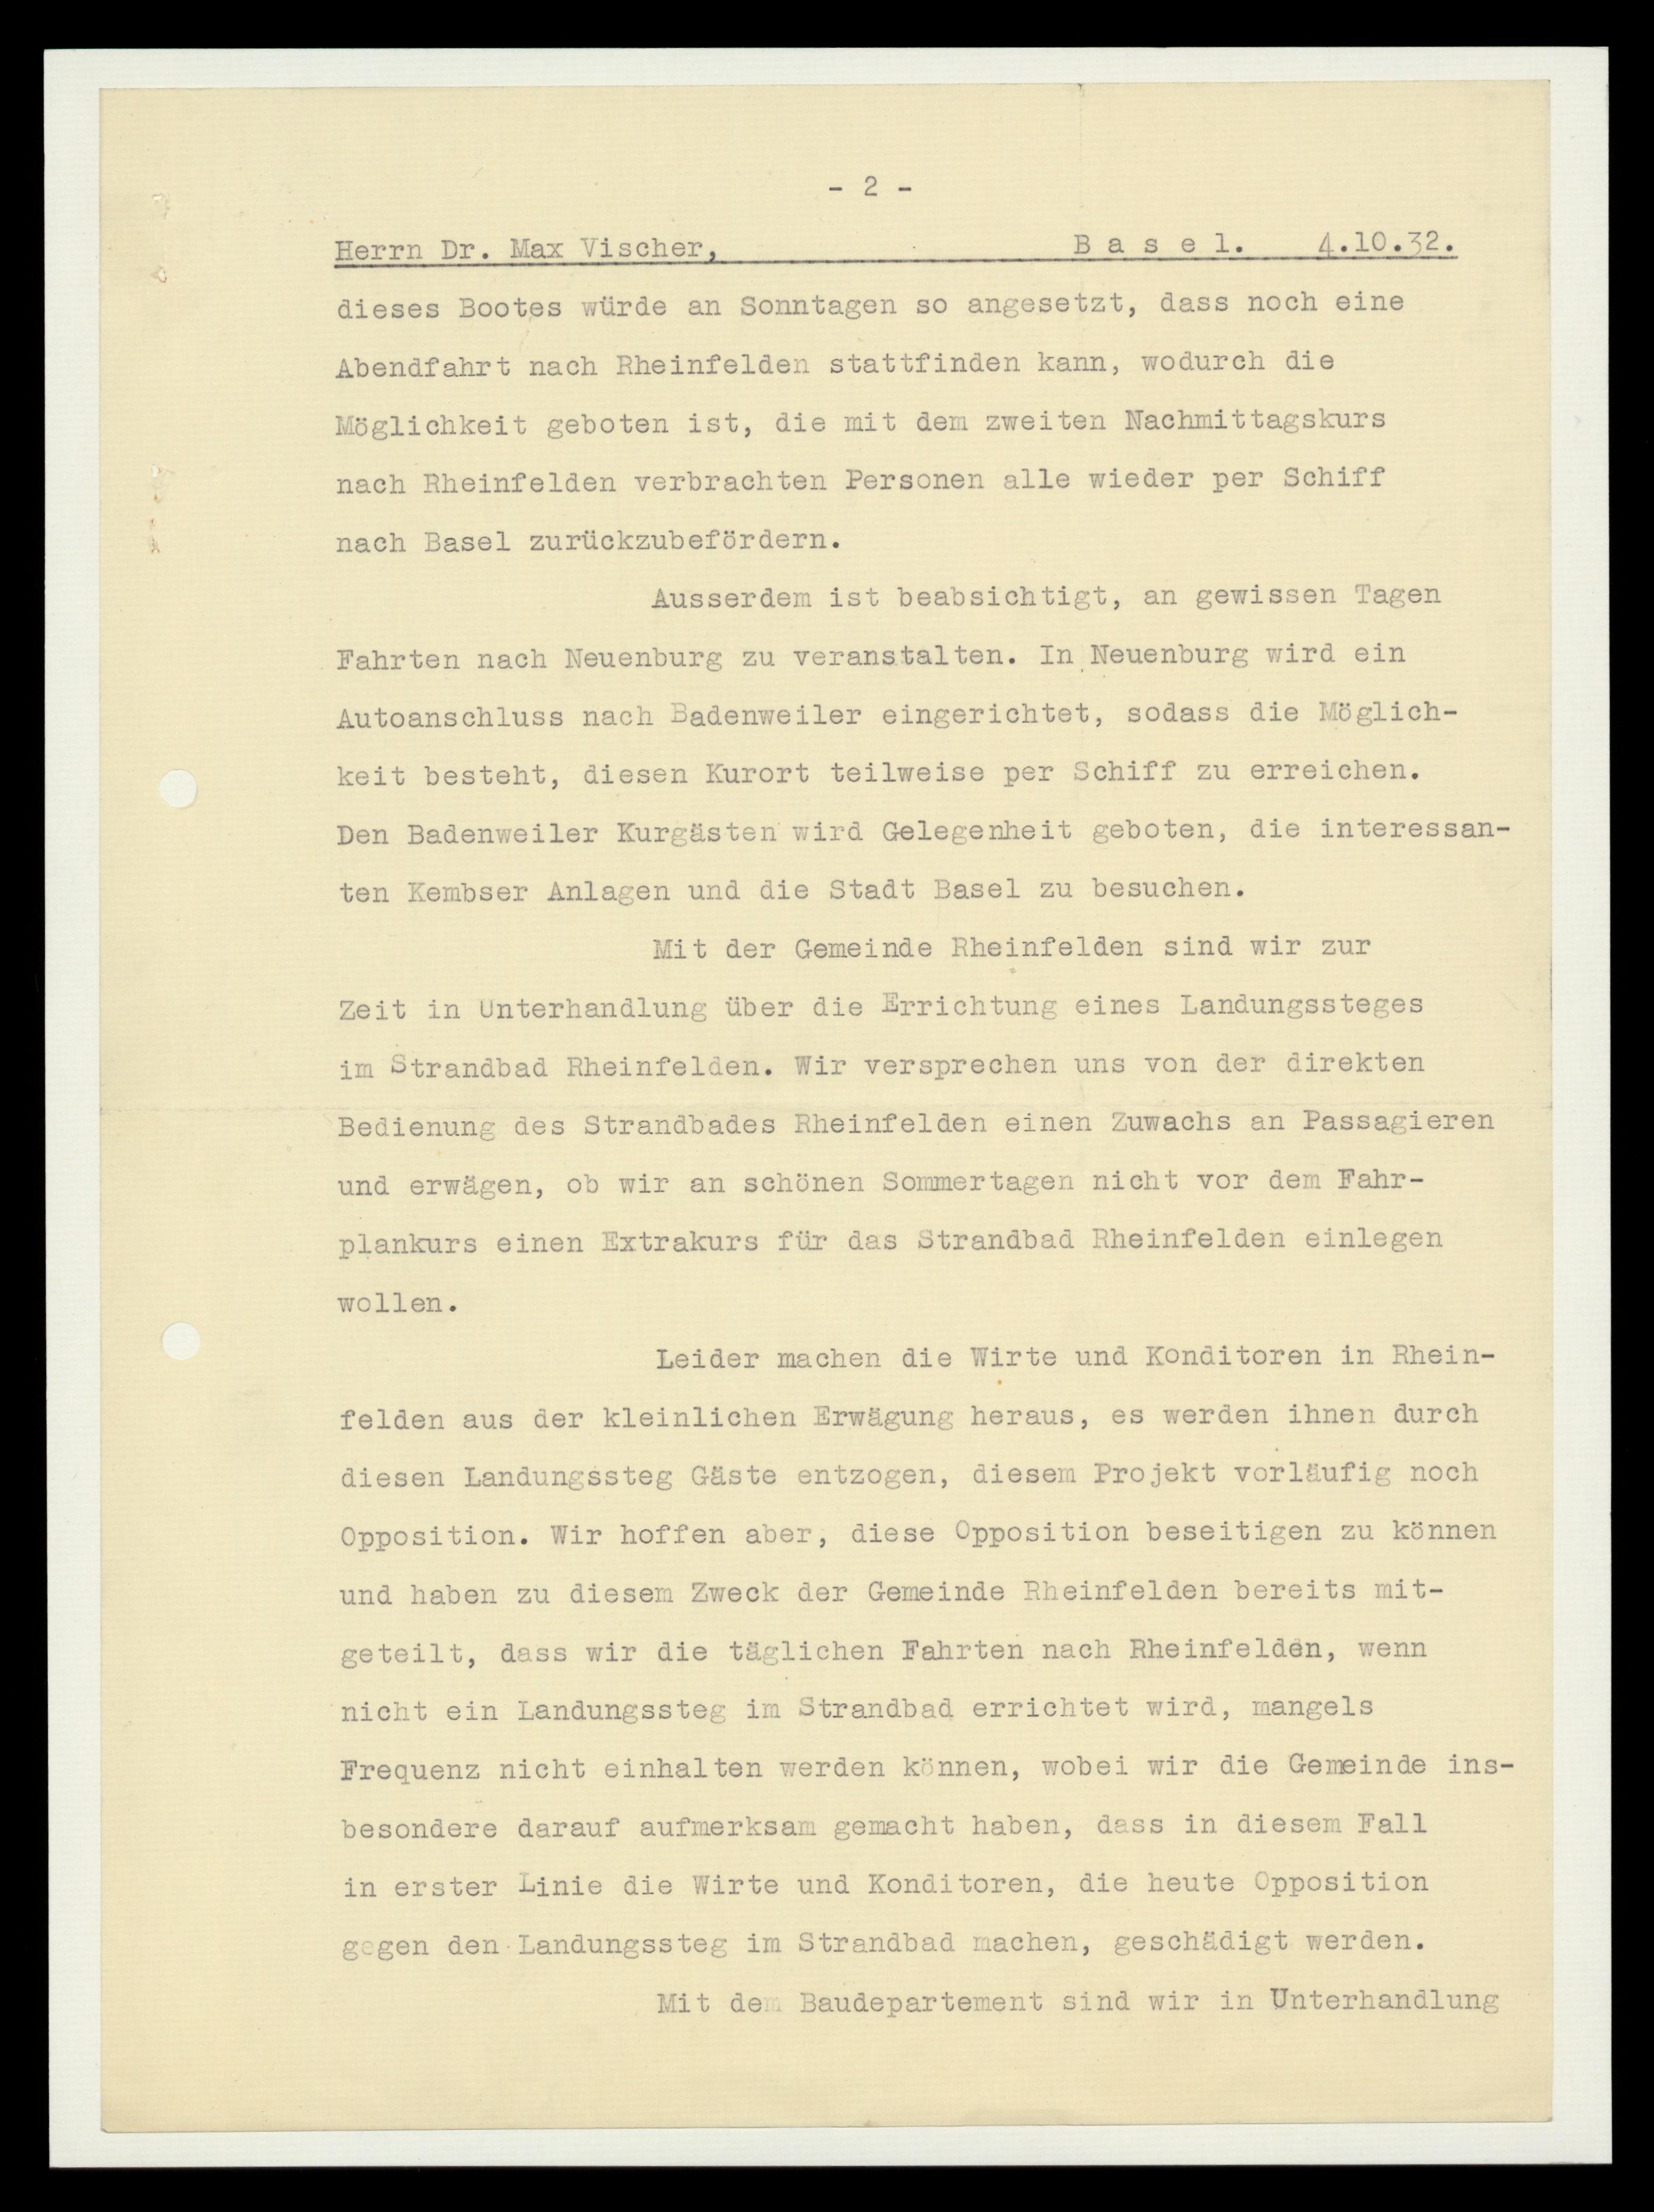 - 2 -
Herrn Dr. Max Vischer, B a s e l. 4.10.32.
dieses Bootes würde an Sonntagen so angesetzt, dass noch eine
Abendfahrt nach Rheinfelden stattfinden kann, wodurch die
Möglichkeit geboten ist, die mit dem zweiten Nachmittagskurs
nach Rheinfelden verbrachten Personen alle wieder per Schiff
nach Basel zurückzubefördern.
Ausserdem ist beabsichtigt, an gewissen Tagen
Fahrten nach Neuenburg zu veranstalten. In Neuenburg wird ein
Autoanschluss nach Badenweiler eingerichtet, sodass die Möglich-
keit besteht, diesen Kurort teilweise per Schiff zu erreichen.
Den Badenweiler Kurgästen wird Gelegenheit geboten, die interessan-
ten Kembser Anlagen und die Stadt Basel zu besuchen.
Mit der Gemeinde Rheinfelden sind wir zur
Zeit in Unterhandlung über die Errichtung eines Landungssteges
im Strandbad Rheinfelden. Wir versprechen uns von der direkten
Bedienung des Strandbades Rheinfelden einen Zuwachs an Passagieren
und erwägen, ob wir an schönen Sommertagen nicht vor dem Fahr-
plankurs einen Extrakurs für das Strandbad Rheinfelden einlegen
wollen.
Leider machen die Wirte und Konditoren in Rhein-
felden aus der kleinlichen Erwägung heraus, es werden ihnen durch
diesen Landungssteg Gäste entzogen, diesem Projekt vorläufig noch
Opposition. Wir hoffen aber, diese Opposition beseitigen zu können
und haben zu diesem Zweck der Gemeinde Rheinfelden bereits mit-
geteilt, dass wir die täglichen Fahrten nach Rheinfelden, wenn
nicht ein Landungssteg im Strandbad errichtet wird, mangels
Frequenz nicht einhalten werden können, wobei wir die Gemeinde ins-
besondere darauf aufmerksam gemacht haben, dass in diesem Fall
in erster Linie die Wirte und Konditoren, die heute Opposition
gegen den Landungssteg im Strandbad machen, geschädigt werden.
Mit dem Baudepartement sind wir in Unterhandlung